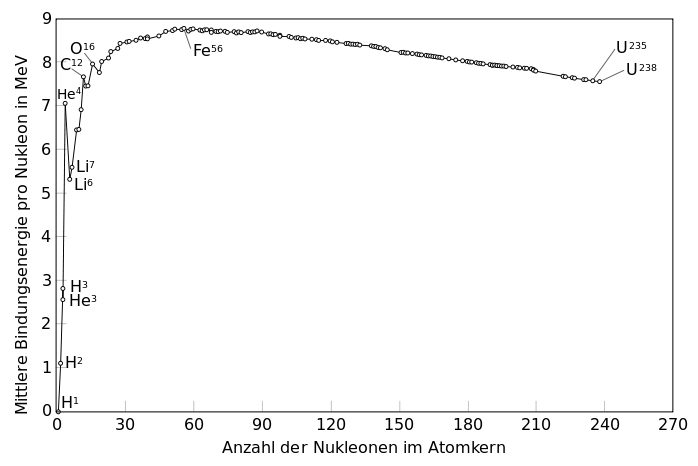 9
8
7
6
5
4
3
2
1
0
Mittlere Bindungsenergie pro Nukleon in MeV
O16
C12
He4
Fe56
U235
U238
Li7
Li6
H3
He3
H2
H1
0 30 60 90 120 150 180 210 240 270
Anzahl der Nukleonen im Atomkern